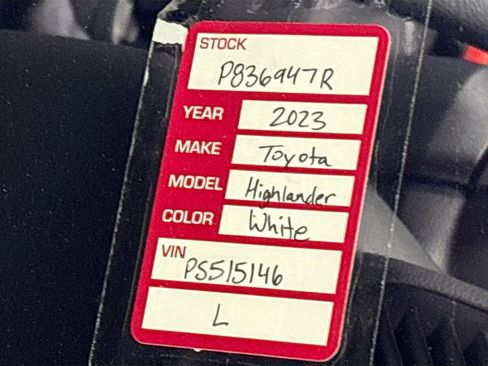 STOCK
P836947R
YEAR 2023
MAKE Toyota
MODEL Highlander
COLOR White
VIN
PS515146
L